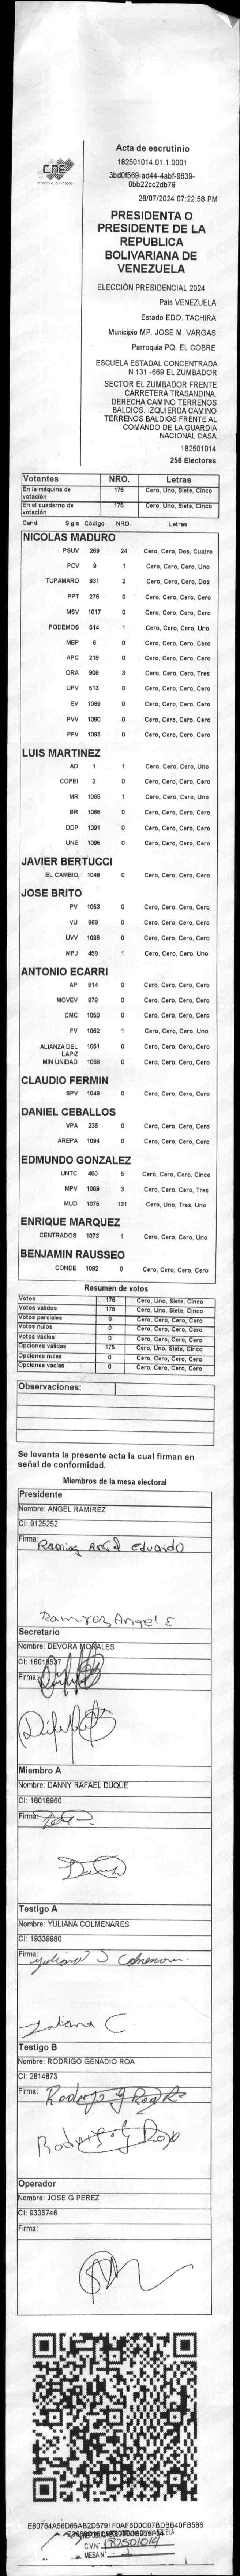 CNE
Acta de escrutinio
182501014.01.1.0001
3bd0f569-ad44-4abf-9639-
0bb22cc2db79
28/07/2024 07:22:58 PM
PRESIDENTA O
PRESIDENTE DE LA
REPUBLICA
BOLIVARIANA DE
VENEZUELA
ELECCIÓN PRESIDENCIAL 2024
País VENEZUELA
Estado EDO. TACHIRA
Municipio MP. JOSE M. VARGAS
Parroquia PQ. EL COBRE
ESCUELA ESTADAL CONCENTRADA
N 131 -669 EL ZUMBADOR
SECTOR EL ZUMBADOR FRENTE
CARRETERA TRASANDINA.
DERECHA CAMINO TERRENOS
BALDIOS. IZQUIERDA CAMINO
TERRENOS BALDIOS FRENTE AL
COMANDO DE LA GUARDIA
NACIONAL CASA
182501014
256 Electores
Votantes NRO. Letras
En la máquina de votación 175 Cero, Uno, Siete, Cinco
En el cuaderno de votación 175 Cero, Uno, Siete, Cinco
Cand. Sigla Código NRO. Letras
NICOLAS MADURO
PSUV 269 24 Cero, Cero, Dos, Cuatro
PCV 9 1 Cero, Cero, Cero, Uno
TUPAMARO 931 2 Cero, Cero, Cero, Dos
PPT 276 0 Cero, Cero, Cero, Cero
MSV 1017 0 Cero, Cero, Cero, Cero
PODEMOS 514 1 Cero, Cero, Cero, Uno
MEP 6 0 Cero, Cero, Cero, Cero
APC 219 0 Cero, Cero, Cero, Cero
ORA 906 3 Cero, Cero, Cero, Tres
UPV 513 0 Cero, Cero, Cero, Cero
EV 1089 0 Cero, Cero, Cero, Cero
PVV 1090 0 Cero, Cero, Cero, Cero
PFV 1093 0 Cero, Cero, Cero, Cero
LUIS MARTINEZ
AD 1 1 Cero, Cero, Cero, Uno
COPEI 2 0 Cero, Cero, Cero, Cero
MR 1065 1 Cero, Cero, Cero, Uno
BR 1066 0 Cero, Cero, Cero, Cero
DDP 1091 0 Cero, Cero, Cero, Cero
UNE 1095 0 Cero, Cero, Cero, Cero
JAVIER BERTUCCI
EL CAMBIO 1048 0 Cero, Cero, Cero, Cero
JOSE BRITO
PV 1053 0 Cero, Cero, Cero, Cero
VU 968 0 Cero, Cero, Cero, Cero
UVV 1096 0 Cero, Cero, Cero, Cero
MPJ 458 1 Cero, Cero, Cero, Uno
ANTONIO ECARRI
AP 814 0 Cero, Cero, Cero, Cero
MOVEV 878 0 Cero, Cero, Cero, Cero
CMC 1050 0 Cero, Cero, Cero, Cero
FV 1062 1 Cero, Cero, Cero, Uno
ALIANZA DEL LAPIZ 1051 0 Cero, Cero, Cero, Cero
MIN UNIDAD 1068 0 Cero, Cero, Cero, Cero
CLAUDIO FERMIN
SPV 1049 0 Cero, Cero, Cero, Cero
DANIEL CEBALLOS
VPA 236 0 Cero, Cero, Cero, Cero
AREPA 1094 0 Cero, Cero, Cero, Cero
EDMUNDO GONZALEZ
UNTC 460 5 Cero, Cero, Cero, Cinco
MPV 1069 3 Cero, Cero, Cero, Tres
MUD 1075 131 Cero, Uno, Tres, Uno
ENRIQUE MARQUEZ
CENTRADOS 1073 1 Cero, Cero, Cero, Uno
BENJAMIN RAUSSEO
CONDE 1092 0 Cero, Cero, Cero, Cero
Resumen de votos
Votos 175 Cero, Uno, Siete, Cinco
Votos validos 175 Cero, Uno, Siete, Cinco
Votos parciales 0 Cero, Cero, Cero, Cero
Votos nulos 0 Cero, Cero, Cero, Cero
Votos vacios 0 Cero, Cero, Cero, Cero
Opciones validas 175 Cero, Uno, Siete, Cinco
Opciones nulas 0 Cero, Cero, Cero, Cero
Opciones vacias 0 Cero, Cero, Cero, Cero
Observaciones:
Se levanta la presente acta la cual firman en
señal de conformidad.
Miembros de la mesa electoral
Presidente
Nombre: ANGEL RAMIREZ
CI: 9125252
Firma: Ramirez Angel Eduardo
Ramirez Angel E
Secretario
Nombre: DEVORA MORALES
CI: 18018537
Firma:
Miembro A
Nombre: DANNY RAFAEL DUQUE
CI: 18018960
Firma:
Testigo A
Nombre: YULIANA COLMENARES
CI: 19339980
Firma: Yuliana S Colmenares
Yuliana C.
Testigo B
Nombre: RODRIGO GENADIO ROA
CI: 2814873
Firma: Rodrigo G Roa
Rodrigo G Roa
Operador
Nombre: JOSE G PEREZ
CI: 9335746
Firma:
E80784A56D65AB2D5791F0AF6D0C07BDBB40FB586
C.V.N° 182501014
MESA N°